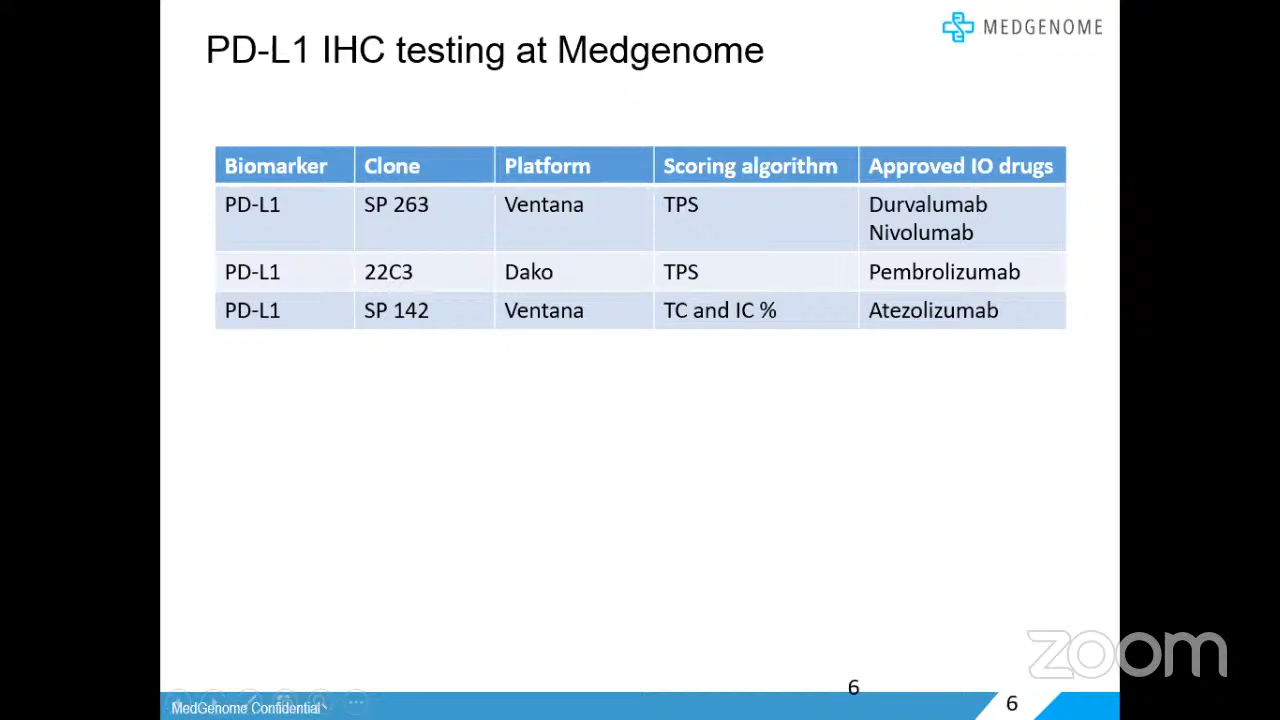 PD-L1 IHC testing at Medgenome
MEDGENOME
Biomarker Clone Platform Scoring algorithm Approved IO drugs
PD-L1 SP 263 Ventana TPS Durvalumab
Nivolumab
PD-L1 22C3 Dako TPS Pembrolizumab
PD-L1 SP 142 Ventana TC and IC % Atezolizumab
zoom
6
MedGenome Confidential
6